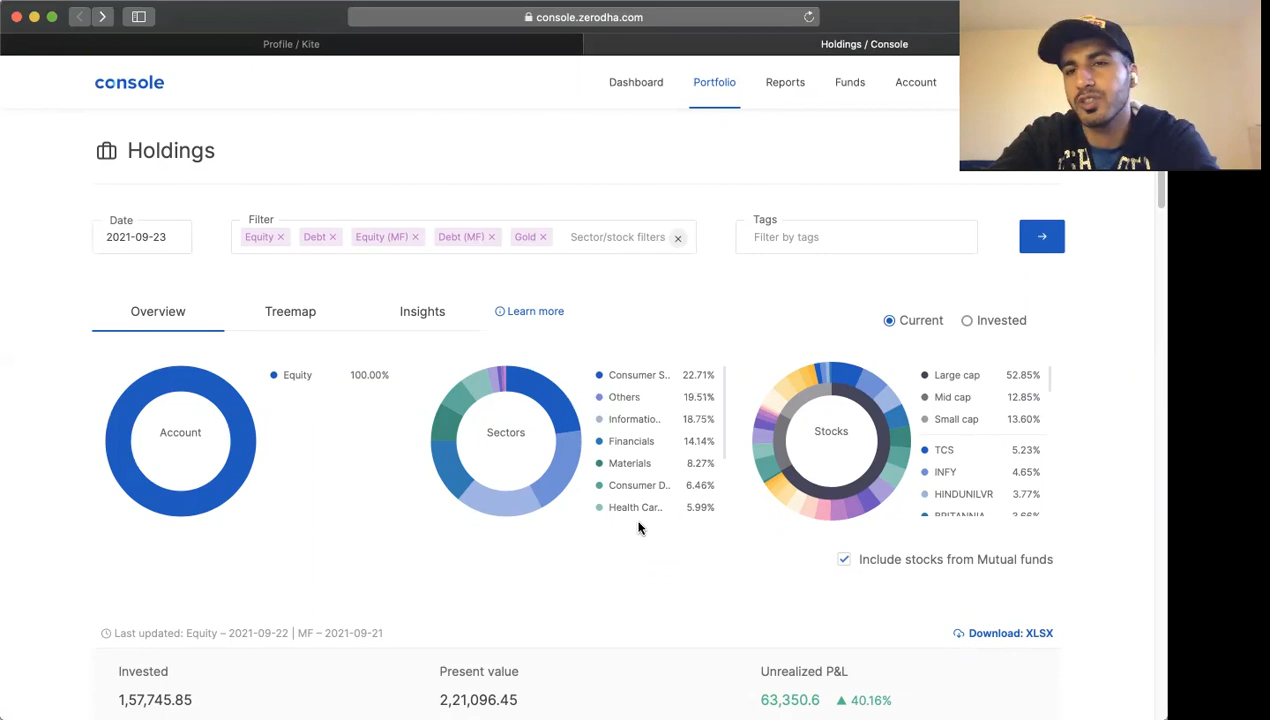 console.zerodha.com
Profile / Kite
Holdings / Console
console
Dashboard
Portfolio
Reports
Funds
Account
Holdings
Date
2021-09-23
Filter
Equity × Debt × Equity (MF) × Debt (MF) × Gold × Sector/stock filters ×
Tags
Filter by tags
Overview
Treemap
Insights
Learn more
Current
Invested
Account
Equity 100.00%
Sectors
Consumer S.. 22.71%
Others 19.51%
Informatio.. 18.75%
Financials 14.14%
Materials 8.27%
Consumer D.. 6.46%
Health Car.. 5.99%
Stocks
Large cap 52.85%
Mid cap 12.85%
Small cap 13.60%
TCS 5.23%
INFY 4.65%
HINDUNILVR 3.77%
BRITANNIA 3.66%
Include stocks from Mutual funds
Last updated: Equity – 2021-09-22 | MF – 2021-09-21
Download: XLSX
Invested
1,57,745.85
Present value
2,21,096.45
Unrealized P&L
63,350.6 ▲ 40.16%